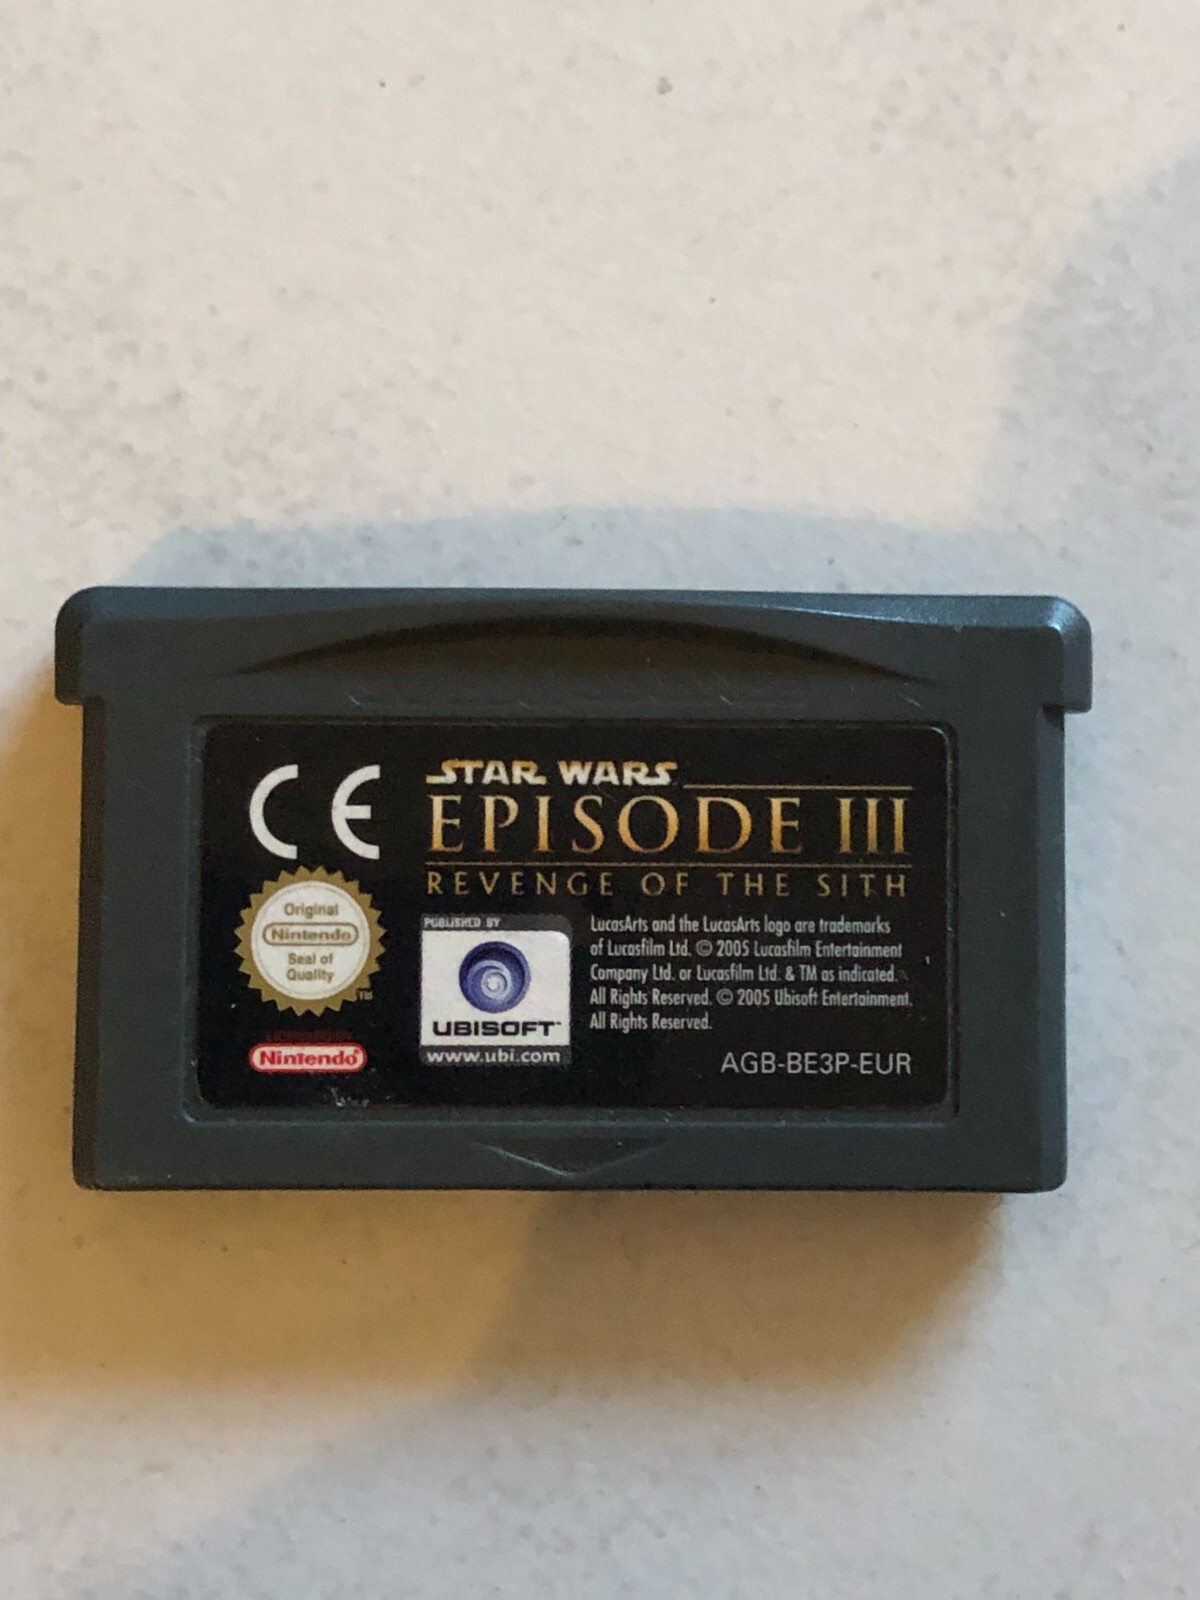 CE
STAR WARS
EPISODE III
REVENGE OF THE SITH
Original
Nintendo
Seal of
Quality
TM
Nintendo®
PUBLISHED BY
UBISOFT™
www.ubi.com
LucasArts and the LucasArts logo are trademarks
of Lucasfilm Ltd. © 2005 Lucasfilm Entertainment
Company Ltd. or Lucasfilm Ltd. & TM as indicated.
All Rights Reserved. © 2005 Ubisoft Entertainment.
All Rights Reserved.
AGB-BE3P-EUR